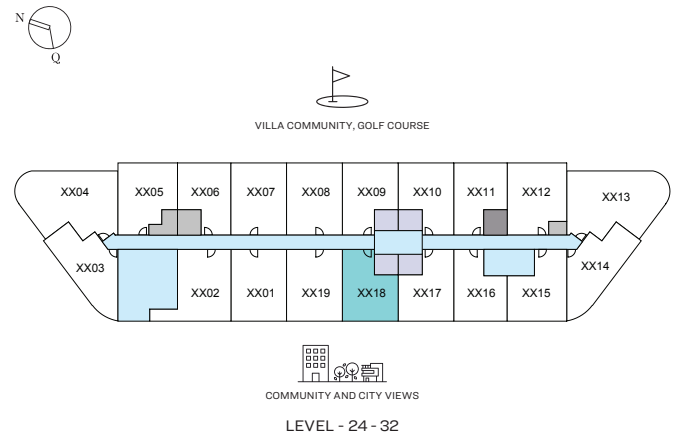 N
Q
VILLA COMMUNITY, GOLF COURSE
XX04 XX05 XX06 XX07 XX08 XX09 XX10 XX11 XX12 XX13
XX03 XX02 XX01 XX19 XX18 XX17 XX16 XX15 XX14
COMMUNITY AND CITY VIEWS
LEVEL - 24 - 32